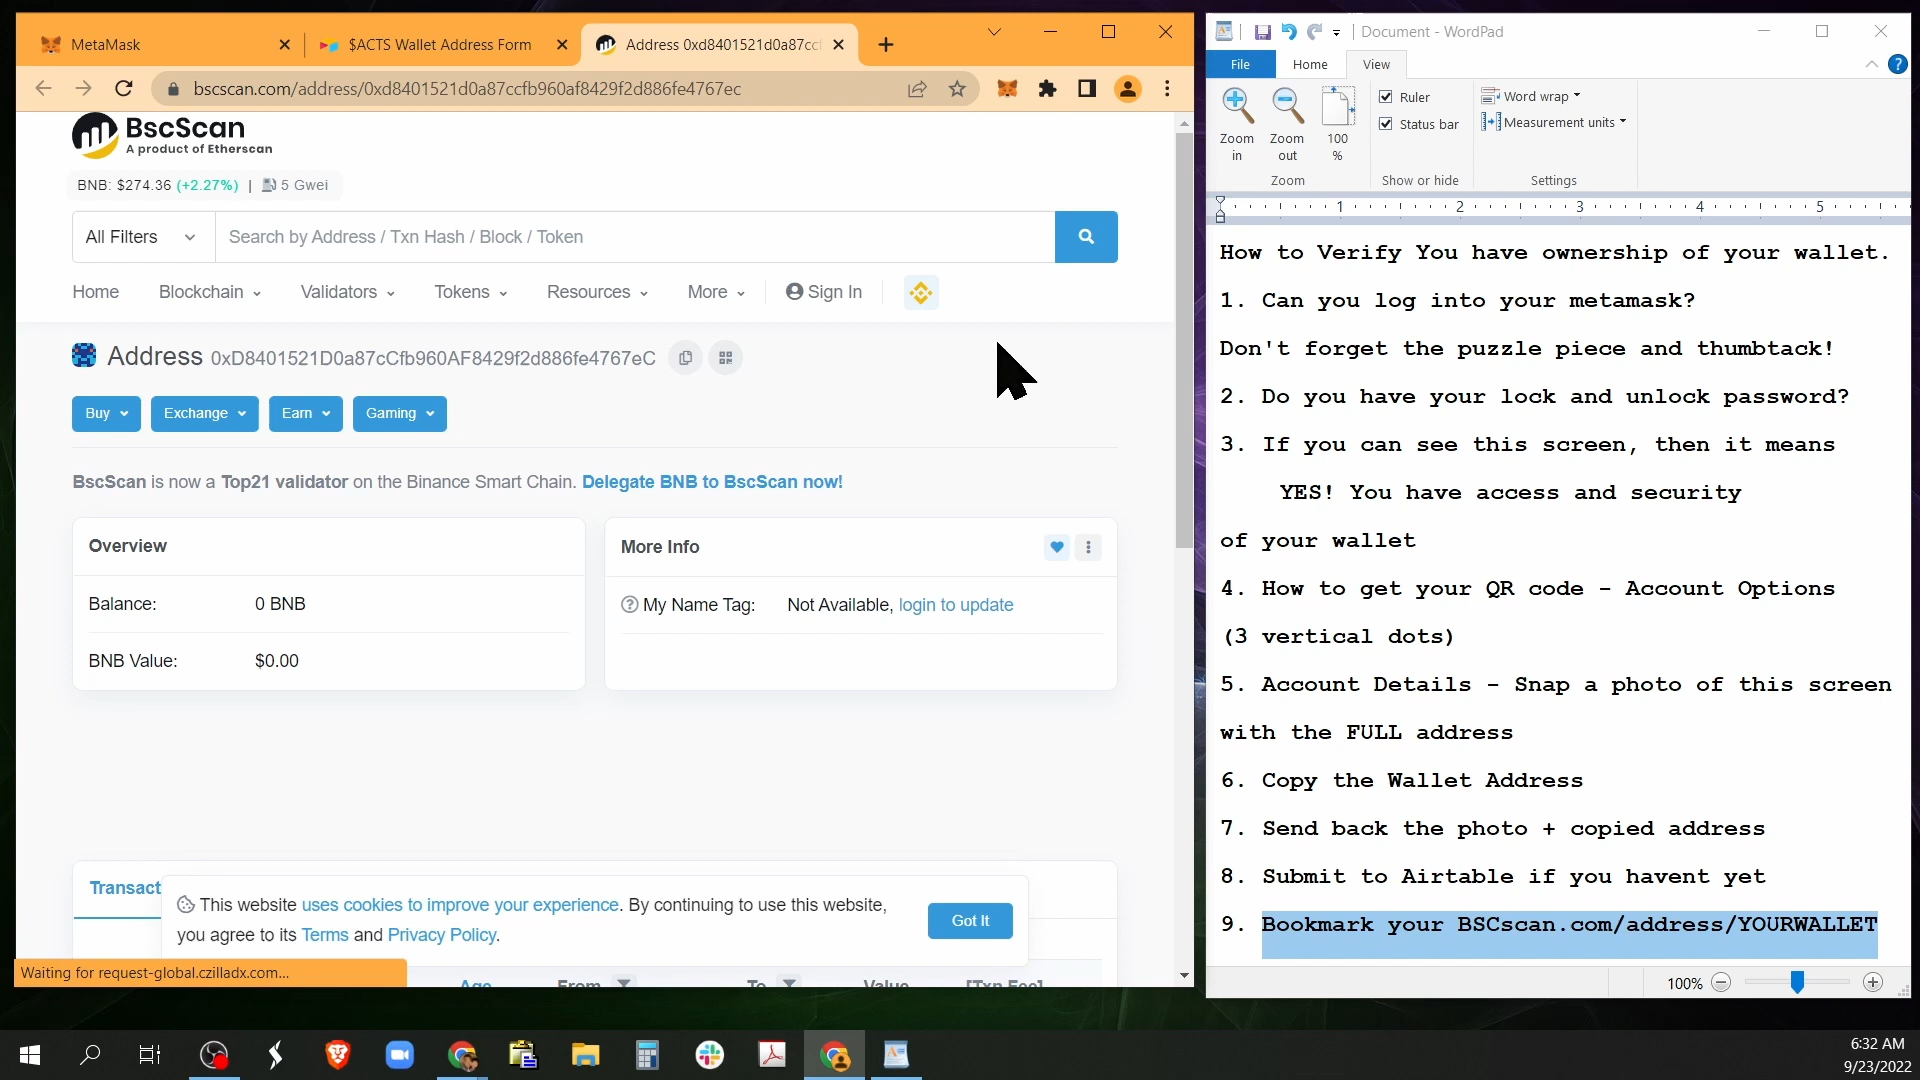 MetaMask
$ACTS Wallet Address Form
Address 0xd8401521d0a87ccf
bscscan.com/address/0xd8401521d0a87ccfb960af8429f2d886fe4767ec
BscScan
A product of Etherscan
BNB: $274.36 (+2.27%) | 5 Gwei
All Filters
Search by Address / Txn Hash / Block / Token
Home Blockchain Validators Tokens Resources More Sign In
Address 0xD8401521D0a87cCfb960AF8429f2d886fe4767eC
Buy Exchange Earn Gaming
BscScan is now a Top21 validator on the Binance Smart Chain. Delegate BNB to BscScan now!
Overview
Balance: 0 BNB
BNB Value: $0.00
More Info
My Name Tag: Not Available, login to update
Transact
This website uses cookies to improve your experience. By continuing to use this website,
you agree to its Terms and Privacy Policy.
Got It
Waiting for request-global.czilladx.com...
Age From To Value [Txn Fee]
Document - WordPad
File Home View
Zoom in
Zoom out
100 %
Zoom
Ruler
Status bar
Show or hide
Word wrap
Measurement units
Settings
1 2 3 4 5
How to Verify You have ownership of your wallet.
1. Can you log into your metamask?
Don't forget the puzzle piece and thumbtack!
2. Do you have your lock and unlock password?
3. If you can see this screen, then it means
YES! You have access and security
of your wallet
4. How to get your QR code - Account Options
(3 vertical dots)
5. Account Details - Snap a photo of this screen
with the FULL address
6. Copy the Wallet Address
7. Send back the photo + copied address
8. Submit to Airtable if you havent yet
9. Bookmark your BSCscan.com/address/YOURWALLET
100%
6:32 AM
9/23/2022